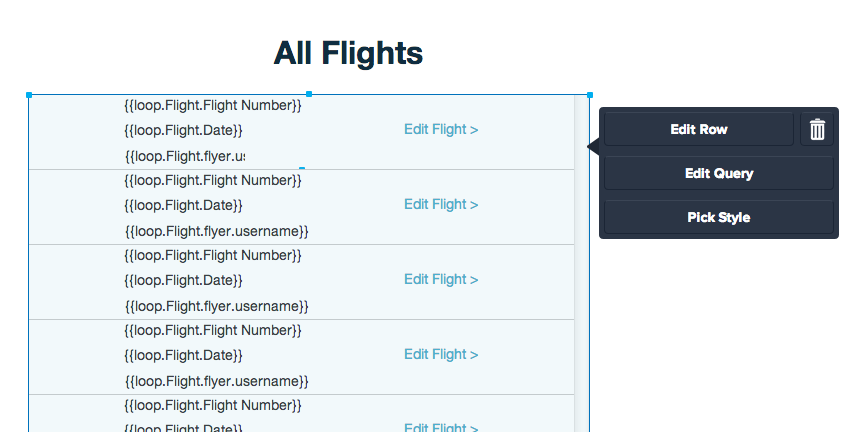 All Flights
{{loop.Flight.Flight Number}}
{{loop.Flight.Date}}
Edit Flight >
{{loop.Flight.flyer.us
{{loop.Flight.Flight Number}}
{{loop.Flight.Date}}
Edit Flight >
{{loop.Flight.flyer.username}}
{{loop.Flight.Flight Number}}
{{loop.Flight.Date}}
Edit Flight >
{{loop.Flight.flyer.username}}
{{loop.Flight.Flight Number}}
{{loop.Flight.Date}}
Edit Flight >
{{loop.Flight.flyer.username}}
{{loop.Flight.Flight Number}}
{{loop.Flight.Date}}
Edit Flight >
Edit Row
Edit Query
Pick Style